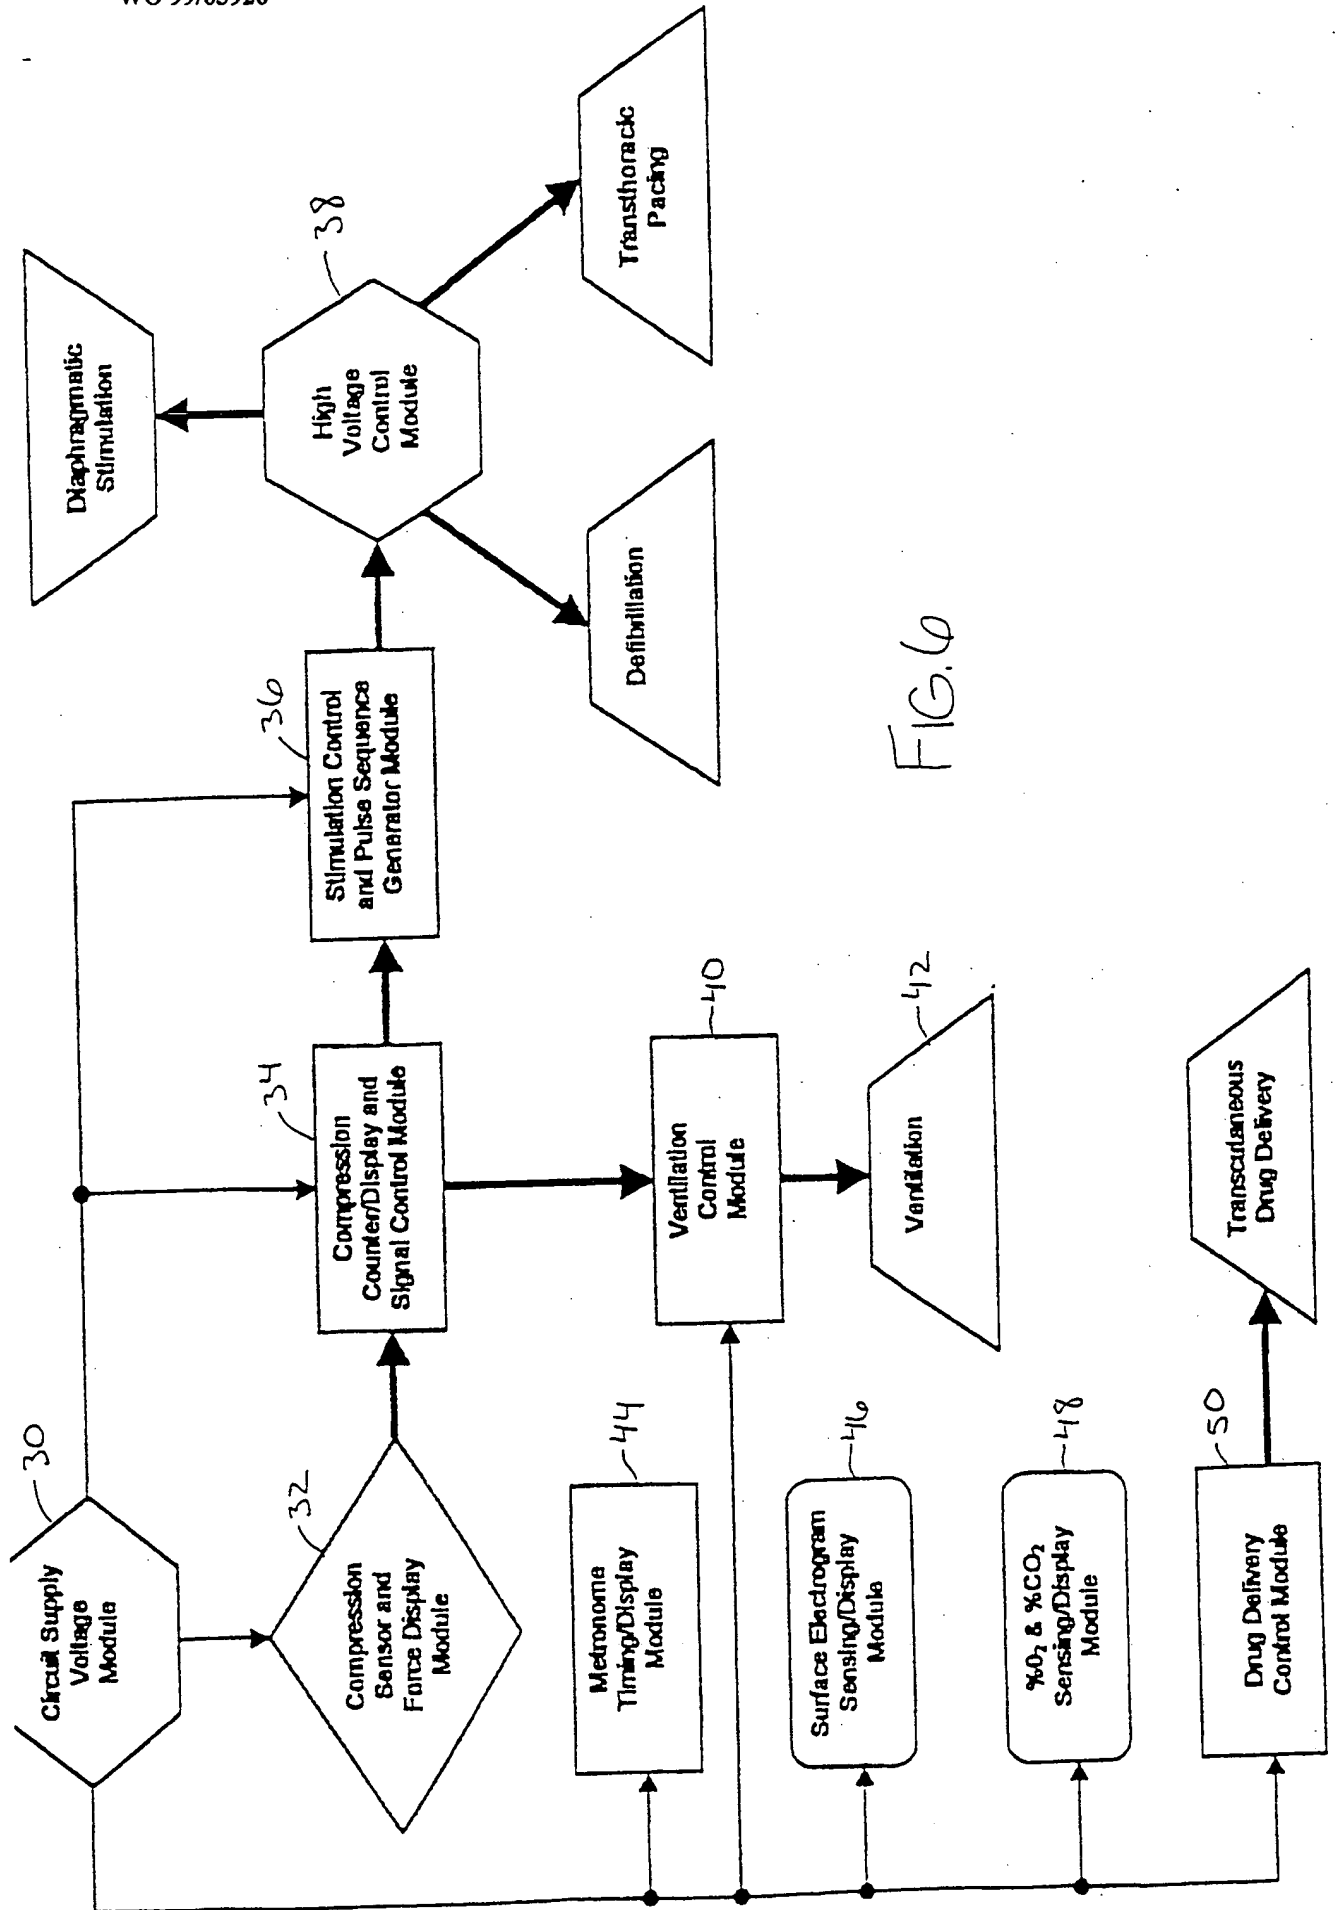 Circuit Supply
Voltage
Module
30
Compression
Sensor and
Force Display
Module
32
Compression
Counter/Display and
Signal Control Module
34
Stimulation Control
and Pulse Sequence
Generator Module
36
High
Voltage
Control
Module
38
Diaphragmatic
Stimulation
Defibrillation
Transthoracic
Pacing
Metronome
Timing/Display
Module
44
Ventilation
Control
Module
40
Ventilation
42
Surface Electrogram
Sensing/Display
Module
46
%O₂ & %CO₂
Sensing/Display
Module
48
Drug Delivery
Control Module
50
Transcutaneous
Drug Delivery
FIG.6